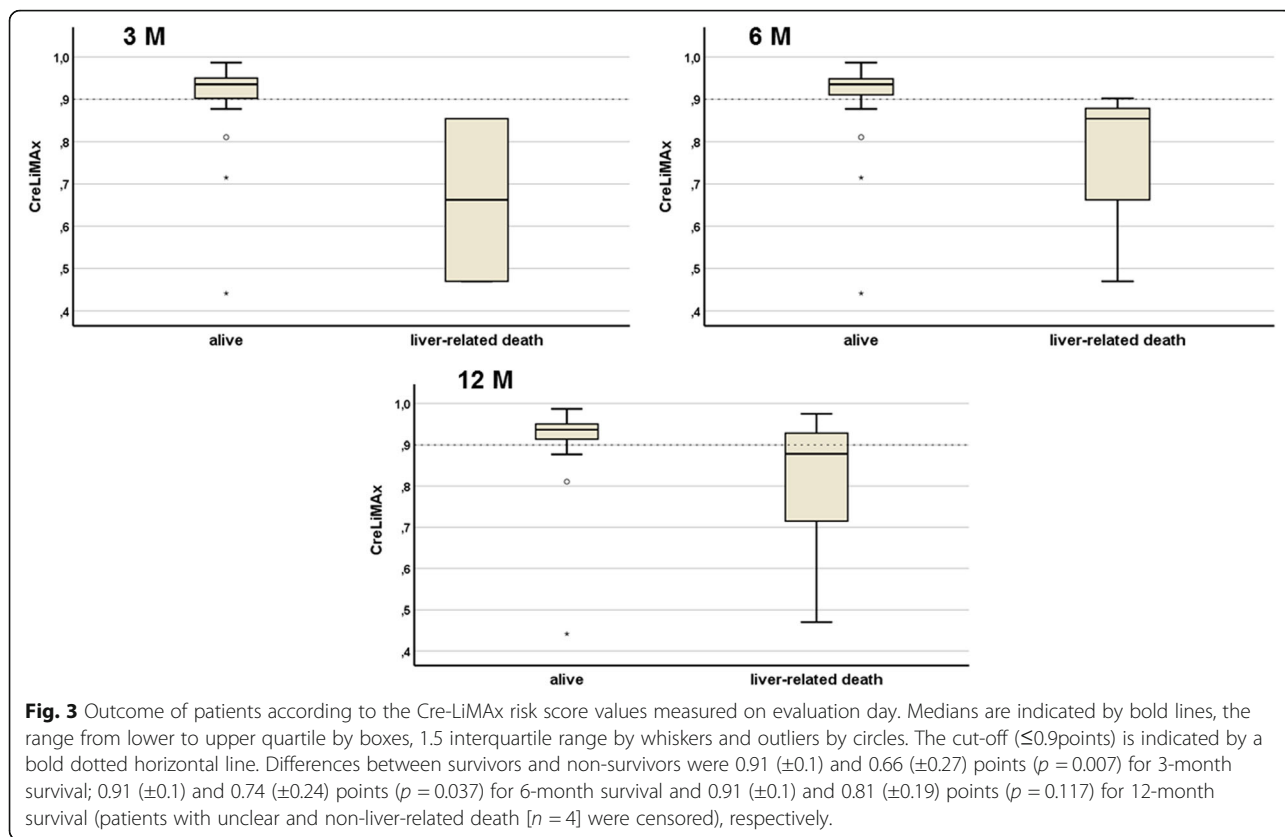 3 M
CreLiMAx
1,0
,9
,8
,7
,6
,5
,4
alive
liver-related death
6 M
CreLiMAx
1,0
,9
,8
,7
,6
,5
,4
alive
liver-related death
12 M
CreLiMAx
1,0
,9
,8
,7
,6
,5
,4
alive
liver-related death
Fig. 3 Outcome of patients according to the Cre-LiMAx risk score values measured on evaluation day. Medians are indicated by bold lines, the
range from lower to upper quartile by boxes, 1.5 interquartile range by whiskers and outliers by circles. The cut-off (≤0.9points) is indicated by a
bold dotted horizontal line. Differences between survivors and non-survivors were 0.91 (±0.1) and 0.66 (±0.27) points (p = 0.007) for 3-month
survival; 0.91 (±0.1) and 0.74 (±0.24) points (p = 0.037) for 6-month survival and 0.91 (±0.1) and 0.81 (±0.19) points (p = 0.117) for 12-month
survival (patients with unclear and non-liver-related death [n = 4] were censored), respectively.